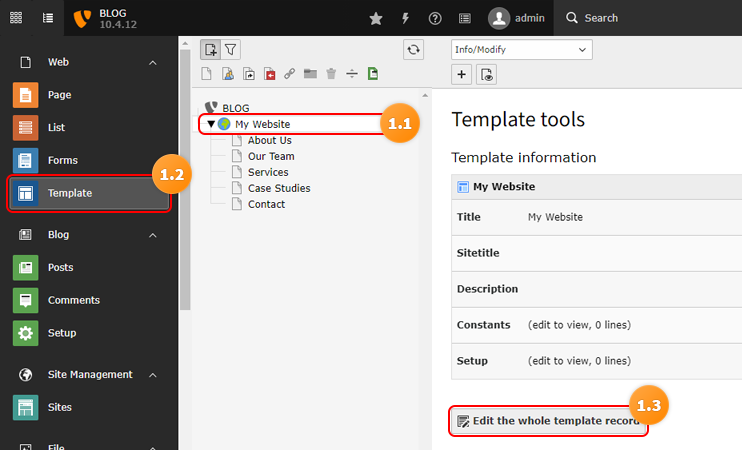 BLOG
10.4.12
admin
Search
Web
Page
List
Forms
Template
1.2
Blog
Posts
Comments
Setup
Site Management
Sites
File
BLOG
My Website
1.1
About Us
Our Team
Services
Case Studies
Contact
Info/Modify
Template tools
Template information
My Website
Title My Website
Sitetitle
Description
Constants (edit to view, 0 lines)
Setup (edit to view, 0 lines)
1.3
Edit the whole template record